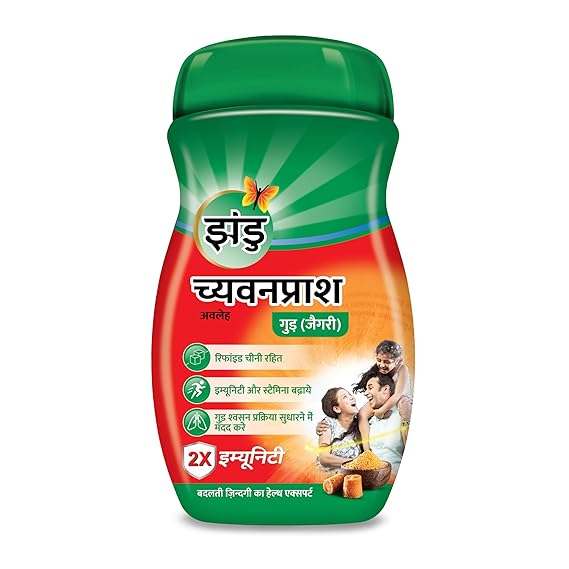 झंडु
च्यवनप्राश
अवलेह
गुड़ (जैगरी)
रिफाइंड चीनी रहित
इम्यूनिटी और स्टैमिना बढ़ाये
गुड़ श्वसन प्रक्रिया सुधारने में
मदद करे
2X इम्यूनिटी
बदलती ज़िन्दगी का हेल्थ एक्सपर्ट